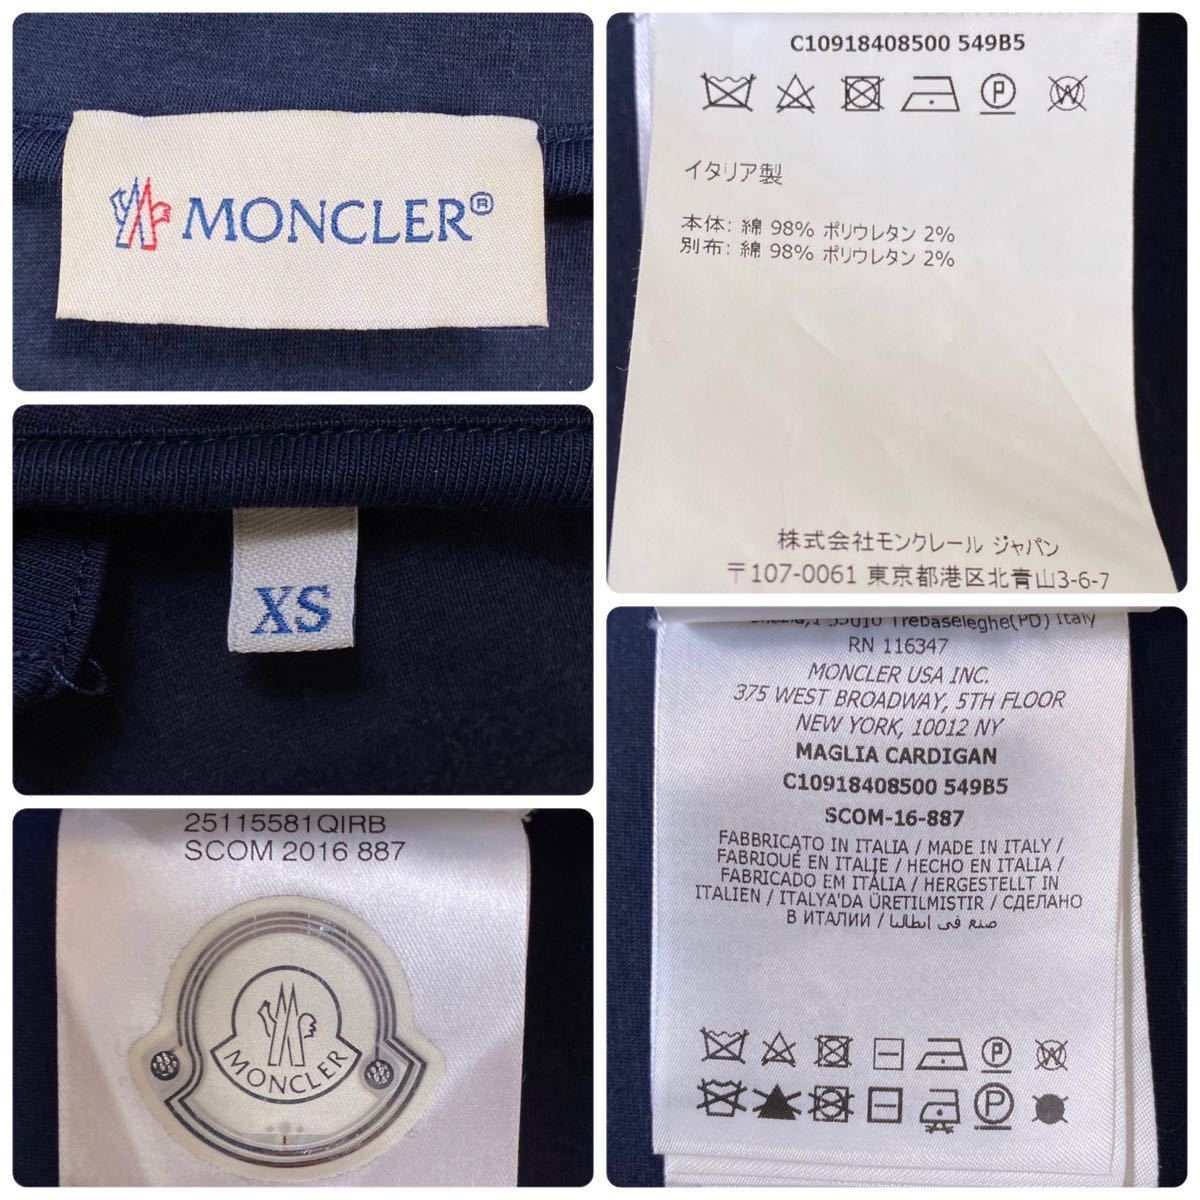 MONCLER®
C10918408500 549B5
イタリア製
本体: 綿 98% ポリウレタン 2%
別布: 綿 98% ポリウレタン 2%
株式会社モンクレール ジャパン
〒107-0061 東京都港区北青山3-6-7
XS
25115581QIRB
SCOM 2016 887
MONCLER
Trebaseleghe(PD) Italy
RN 116347
MONCLER USA INC.
375 WEST BROADWAY, 5TH FLOOR
NEW YORK, 10012 NY
MAGLIA CARDIGAN
C10918408500 549B5
SCOM-16-887
FABBRICATO IN ITALIA / MADE IN ITALY /
FABRIQUÉ EN ITALIE / HECHO EN ITALIA /
FABRICADO EM ITÁLIA / HERGESTELLT IN
ITALIEN / ITALYA'DA ÜRETILMISTIR / СДЕЛАНО
В ИТАЛИИ / صنع في ايطاليا